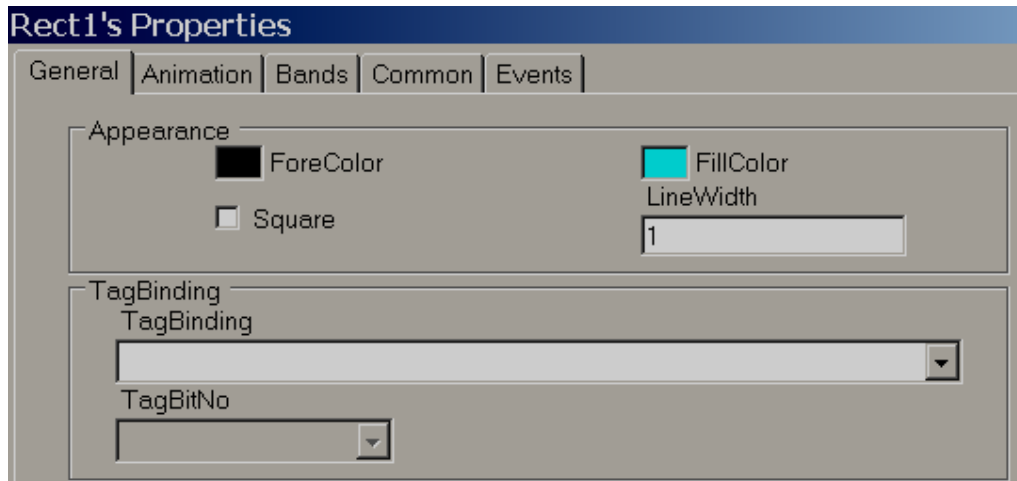 Rect1's Properties
General Animation Bands Common Events
Appearance
ForeColor FillColor
Square LineWidth
1
TagBinding
TagBinding
TagBitNo